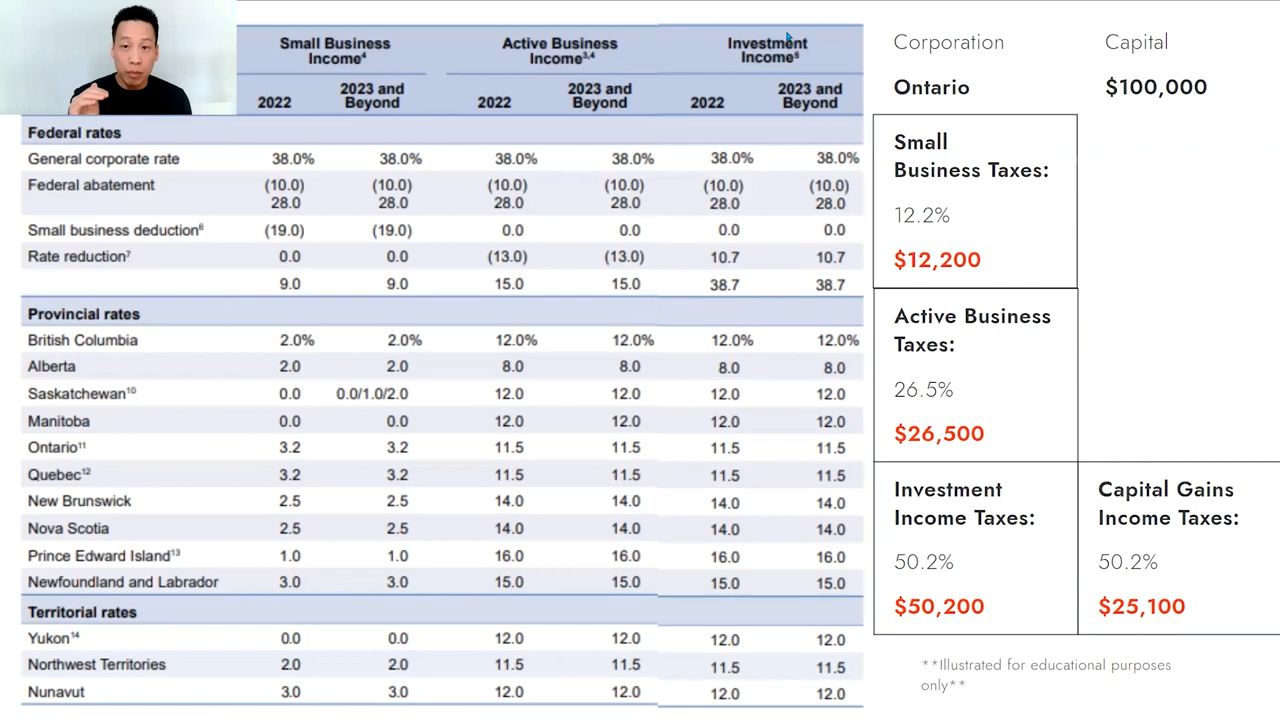 Small Business Income⁴ Active Business Income³,⁴ Investment Income⁵
2022 2023 and Beyond 2022 2023 and Beyond 2022 2023 and Beyond
Federal rates
General corporate rate 38.0% 38.0% 38.0% 38.0% 38.0% 38.0%
Federal abatement (10.0) (10.0) (10.0) (10.0) (10.0) (10.0)
28.0 28.0 28.0 28.0 28.0 28.0
Small business deduction⁶ (19.0) (19.0) 0.0 0.0 0.0 0.0
Rate reduction⁷ 0.0 0.0 (13.0) (13.0) 10.7 10.7
9.0 9.0 15.0 15.0 38.7 38.7
Provincial rates
British Columbia 2.0% 2.0% 12.0% 12.0% 12.0% 12.0%
Alberta 2.0 2.0 8.0 8.0 8.0 8.0
Saskatchewan¹⁰ 0.0 0.0/1.0/2.0 12.0 12.0 12.0 12.0
Manitoba 0.0 0.0 12.0 12.0 12.0 12.0
Ontario¹¹ 3.2 3.2 11.5 11.5 11.5 11.5
Quebec¹² 3.2 3.2 11.5 11.5 11.5 11.5
New Brunswick 2.5 2.5 14.0 14.0 14.0 14.0
Nova Scotia 2.5 2.5 14.0 14.0 14.0 14.0
Prince Edward Island¹³ 1.0 1.0 16.0 16.0 16.0 16.0
Newfoundland and Labrador 3.0 3.0 15.0 15.0 15.0 15.0
Territorial rates
Yukon¹⁴ 0.0 0.0 12.0 12.0 12.0 12.0
Northwest Territories 2.0 2.0 11.5 11.5 11.5 11.5
Nunavut 3.0 3.0 12.0 12.0 12.0 12.0
Corporation Capital
Ontario $100,000
Small
Business Taxes:
12.2%
$12,200
Active Business
Taxes:
26.5%
$26,500
Investment
Income Taxes:
50.2%
$50,200
Capital Gains
Income Taxes:
50.2%
$25,100
**Illustrated for educational purposes
only**